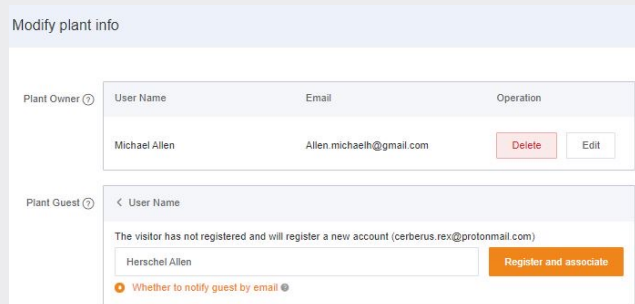 Modify plant info
Plant Owner ?
User Name Email Operation
Michael Allen Allen.michaelh@gmail.com Delete Edit
Plant Guest ?
< User Name
The visitor has not registered and will register a new account (cerberus.rex@protonmail.com)
Herschel Allen Register and associate
Whether to notify guest by email ?